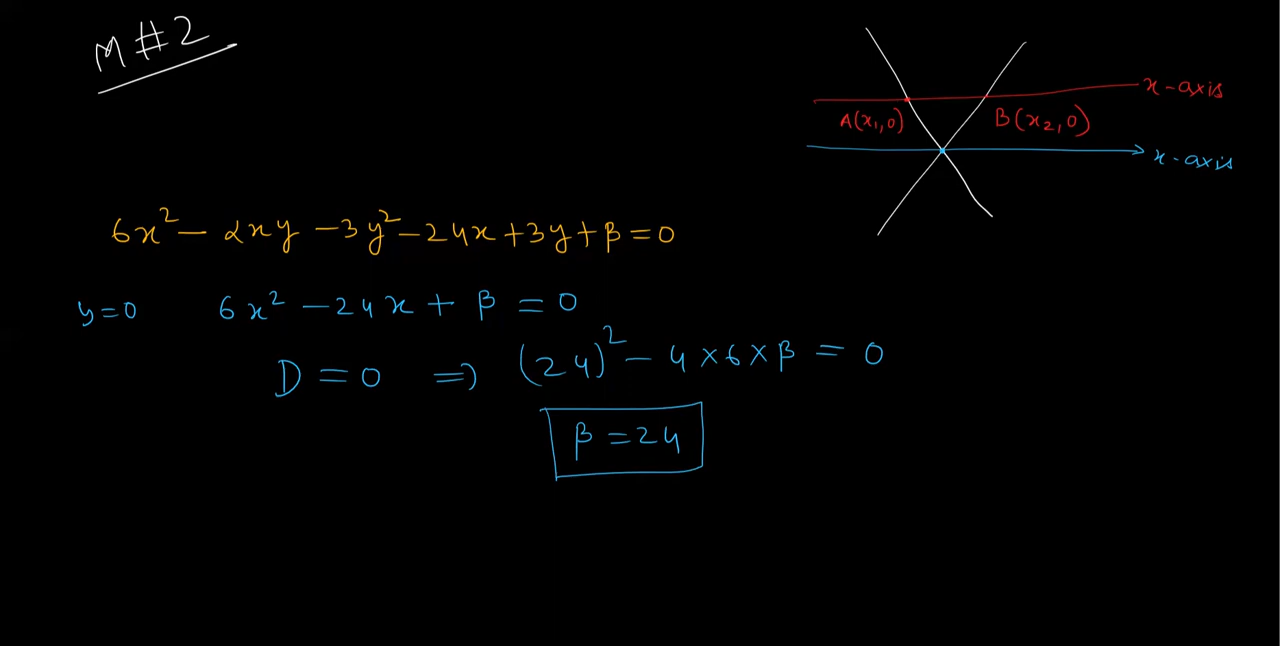 M#2
x-axis
A(x₁,0) B(x₂,0)
x-axis
6x² - αxy - 3y² - 24x + 3y + β = 0
y=0 6x² - 24x + β = 0
D = 0 ⇒ (24)² - 4×6×β = 0
β = 24